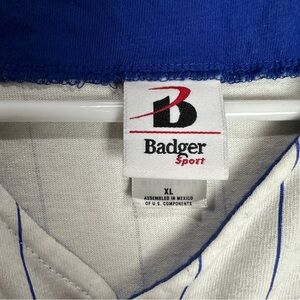 B
Badger
Sport
XL
ASSEMBLED IN MEXICO
OF U.S. COMPONENTS